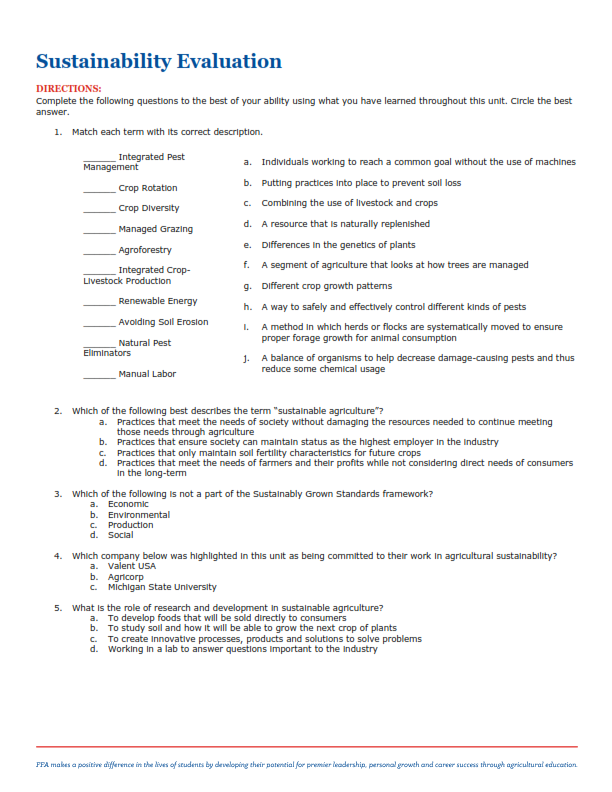 Sustainability Evaluation
DIRECTIONS:
Complete the following questions to the best of your ability using what you have learned throughout this unit. Circle the best
answer.
1. Match each term with its correct description.
_______ Integrated Pest
Management
_______ Crop Rotation
_______ Crop Diversity
_______ Managed Grazing
_______ Agroforestry
_______ Integrated Crop-
Livestock Production
_______ Renewable Energy
_______ Avoiding Soil Erosion
_______ Natural Pest
Eliminators
_______ Manual Labor
a. Individuals working to reach a common goal without the use of machines
b. Putting practices into place to prevent soil loss
c. Combining the use of livestock and crops
d. A resource that is naturally replenished
e. Differences in the genetics of plants
f. A segment of agriculture that looks at how trees are managed
g. Different crop growth patterns
h. A way to safely and effectively control different kinds of pests
i. A method in which herds or flocks are systematically moved to ensure
proper forage growth for animal consumption
j. A balance of organisms to help decrease damage-causing pests and thus
reduce some chemical usage
2. Which of the following best describes the term “sustainable agriculture”?
a. Practices that meet the needs of society without damaging the resources needed to continue meeting
those needs through agriculture
b. Practices that ensure society can maintain status as the highest employer in the industry
c. Practices that only maintain soil fertility characteristics for future crops
d. Practices that meet the needs of farmers and their profits while not considering direct needs of consumers
in the long-term
3. Which of the following is not a part of the Sustainably Grown Standards framework?
a. Economic
b. Environmental
c. Production
d. Social
4. Which company below was highlighted in this unit as being committed to their work in agricultural sustainability?
a. Valent USA
b. Agricorp
c. Michigan State University
5. What is the role of research and development in sustainable agriculture?
a. To develop foods that will be sold directly to consumers
b. To study soil and how it will be able to grow the next crop of plants
c. To create innovative processes, products and solutions to solve problems
d. Working in a lab to answer questions important to the industry
FFA makes a positive difference in the lives of students by developing their potential for premier leadership, personal growth and career success through agricultural education.